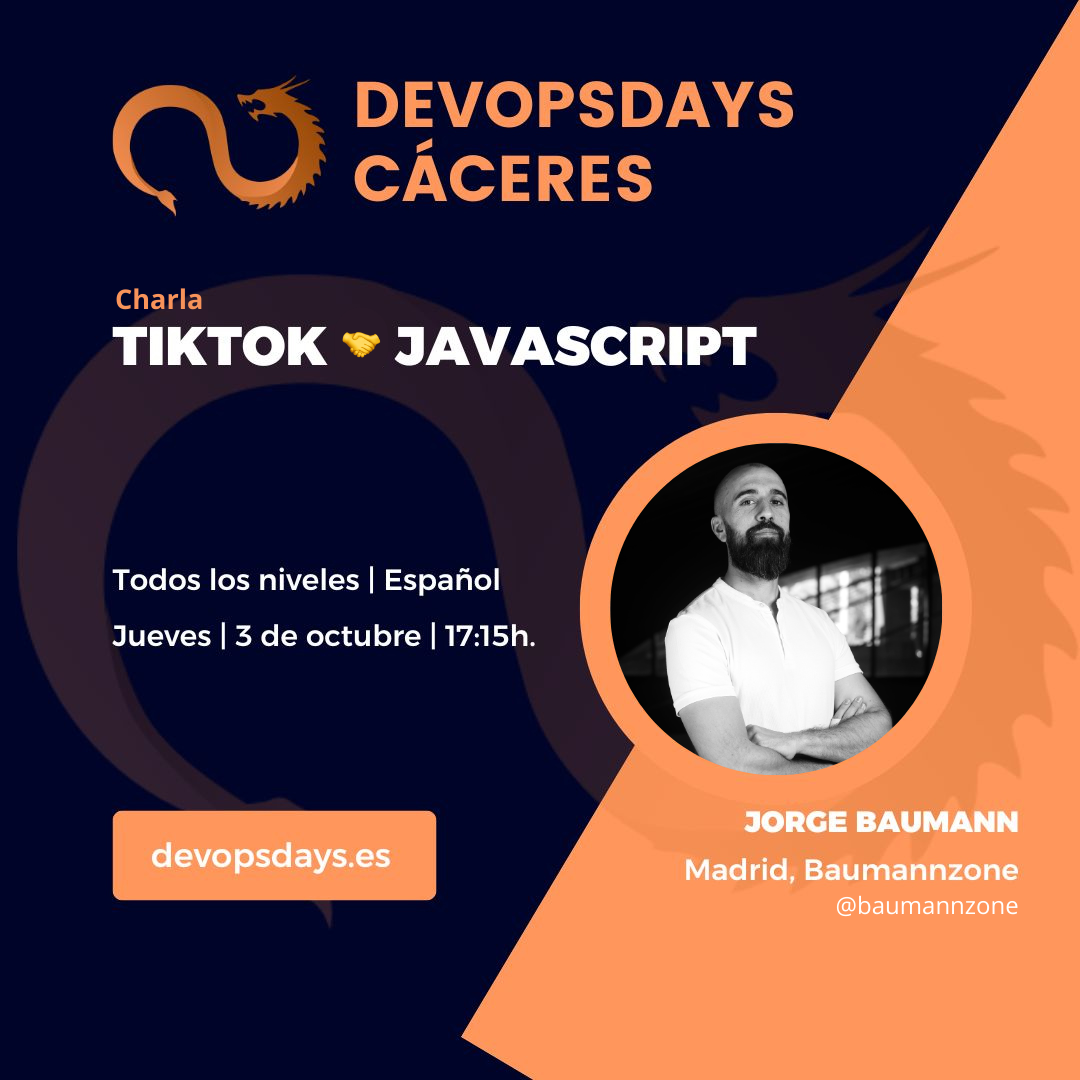 DEVOPSDAYS
CÁCERES
Charla
TIKTOK 🤝 JAVASCRIPT
Todos los niveles | Español
Jueves | 3 de octubre | 17:15h.
devopsdays.es
JORGE BAUMANN
Madrid, Baumannzone
@baumannzone